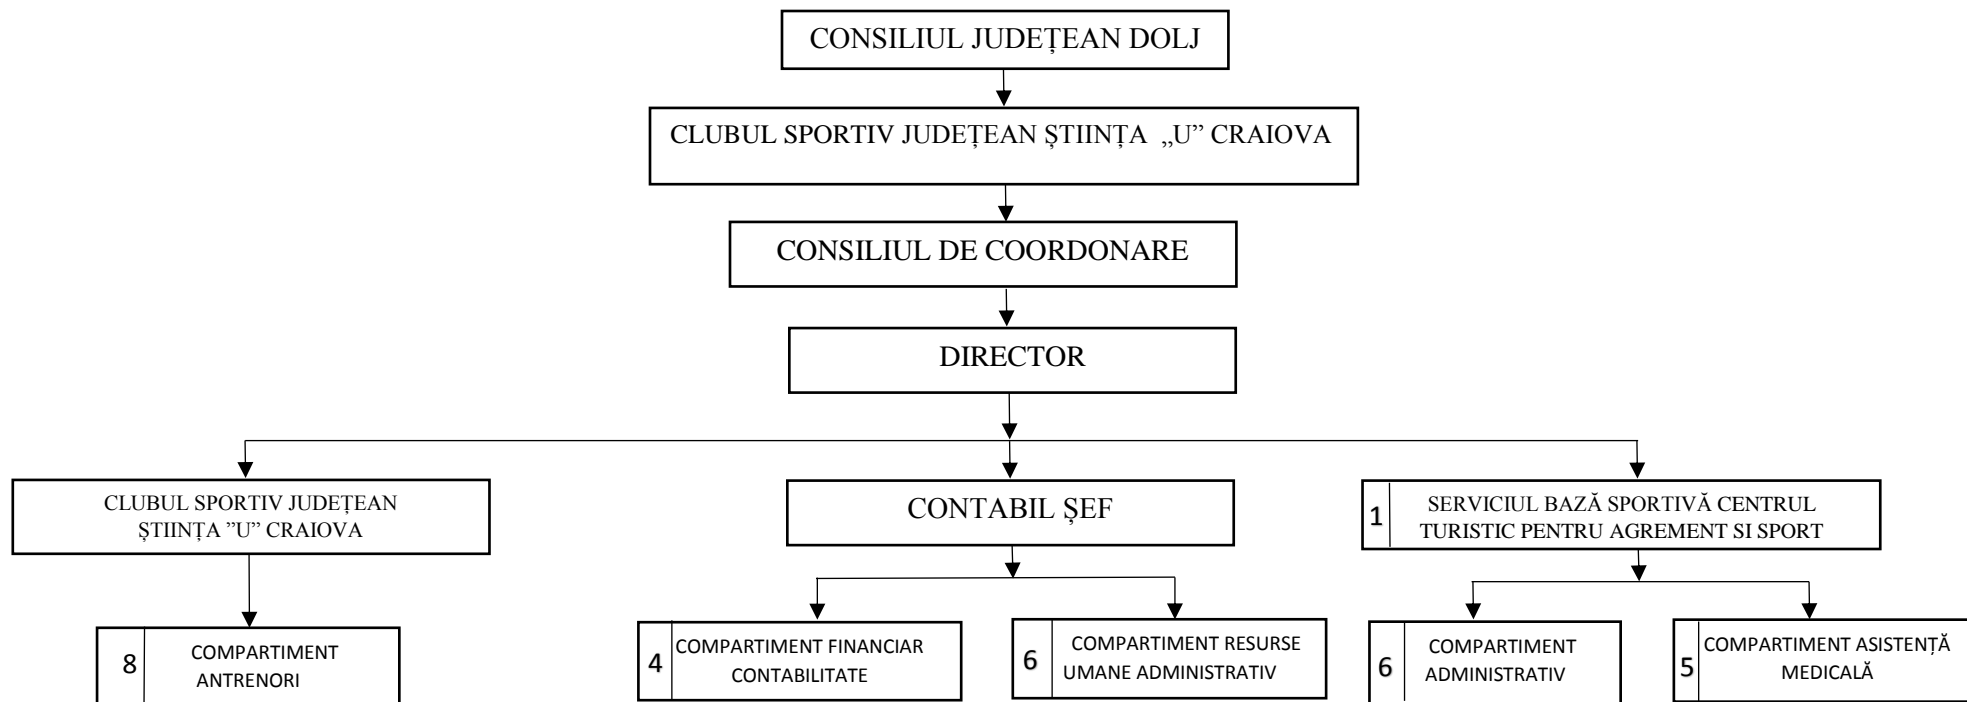 CONSILIUL JUDEȚEAN DOLJ
CLUBUL SPORTIV JUDEȚEAN ȘTIINȚA „U” CRAIOVA
CONSILIUL DE COORDONARE
DIRECTOR
CLUBUL SPORTIV JUDEȚEAN
ȘTIINȚA ”U” CRAIOVA
CONTABIL ȘEF
1
SERVICIUL BAZĂ SPORTIVĂ CENTRUL
TURISTIC PENTRU AGREMENT SI SPORT
8
COMPARTIMENT
ANTRENORI
4
COMPARTIMENT FINANCIAR
CONTABILITATE
6
COMPARTIMENT RESURSE
UMANE ADMINISTRATIV
6
COMPARTIMENT
ADMINISTRATIV
5
COMPARTIMENT ASISTENȚĂ
MEDICALĂ